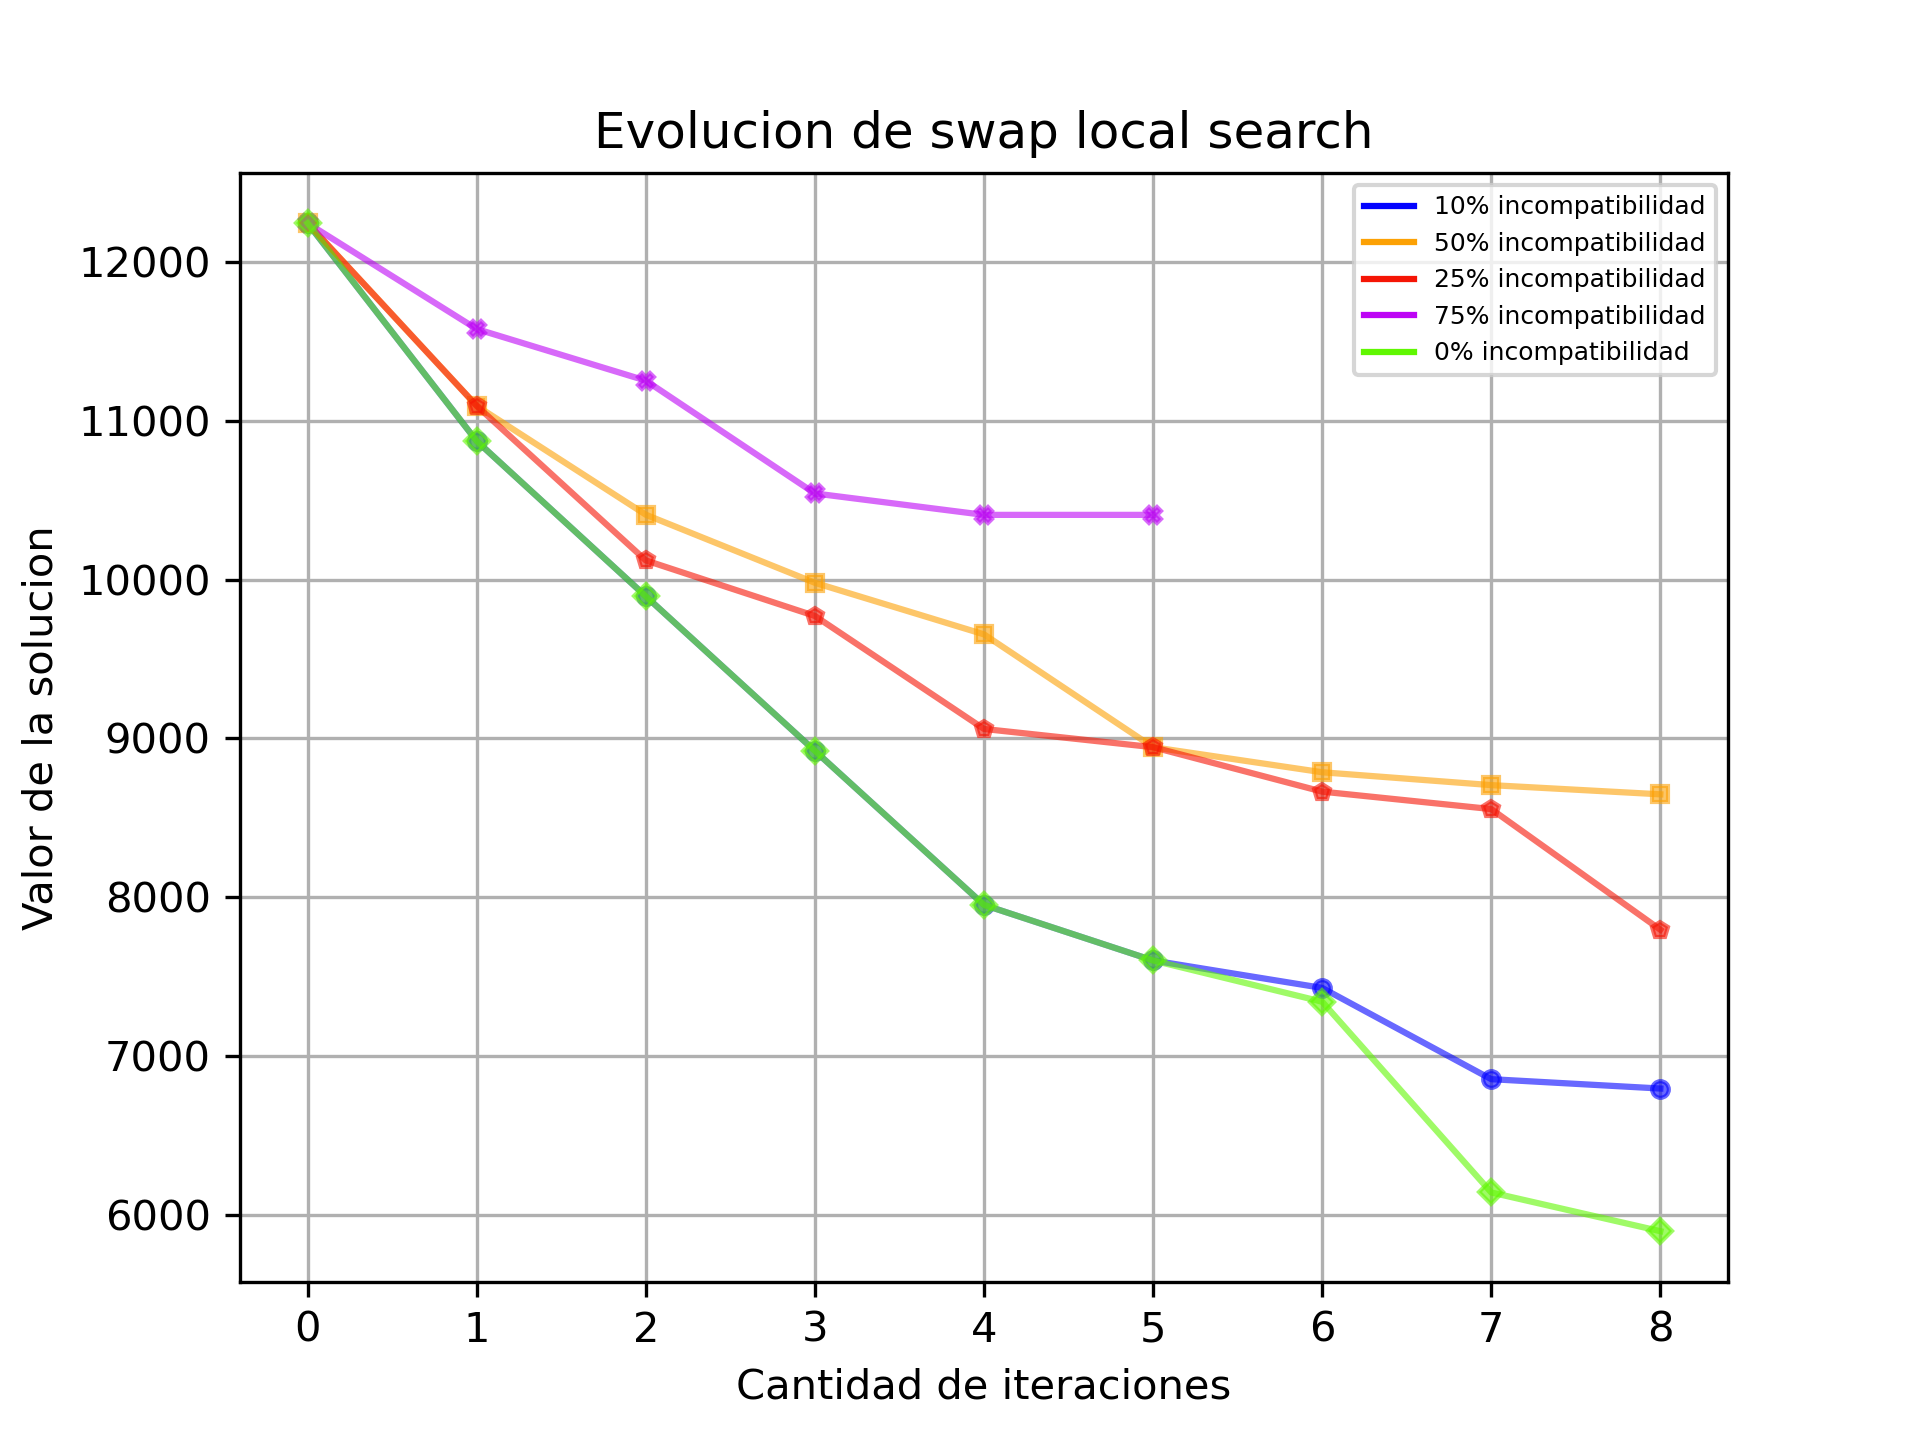 Evolucion de swap local search
10% incompatibilidad
50% incompatibilidad
25% incompatibilidad
75% incompatibilidad
0% incompatibilidad
Valor de la solucion
12000
11000
10000
9000
8000
7000
6000
0 1 2 3 4 5 6 7 8
Cantidad de iteraciones